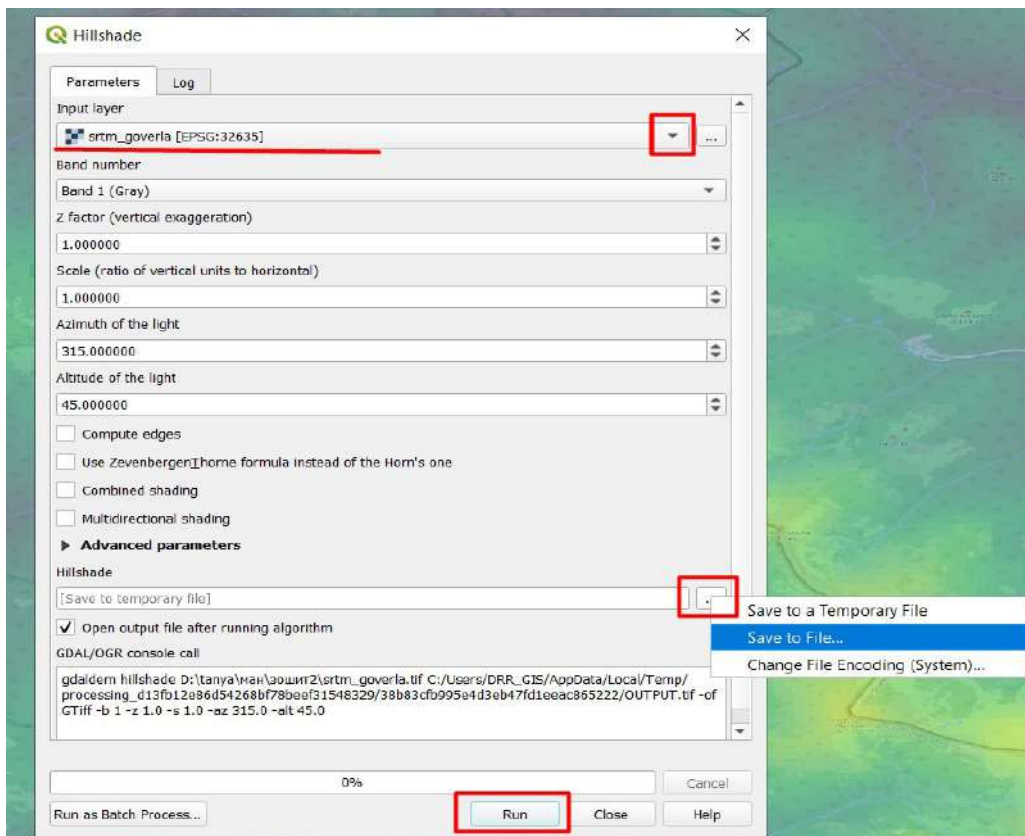 Hillshade
Parameters
Log
Input layer
srtm_goverla [EPSG:32635]
...
Band number
Band 1 (Gray)
Z factor (vertical exaggeration)
1.000000
Scale (ratio of vertical units to horizontal)
1.000000
Azimuth of the light
315.000000
Altitude of the light
45.000000
Compute edges
Use ZevenbergenThorne formula instead of the Horn's one
Combined shading
Multidirectional shading
Advanced parameters
Hillshade
[Save to temporary file]
Save to a Temporary File
Open output file after running algorithm
Save to File...
GDAL/OGR console call
Change File Encoding (System)...
gdaldem hillshade D:\tanya\ман\зошит2\srtm_goverla.tif C:/Users/DRR_GIS/AppData/Local/Temp/
processing_d13fb12e86d54268bf78beef31548329/38b83cfb995e4d3eb47fd1eeac865222/OUTPUT.tif -of
GTiff -b 1 -z 1.0 -s 1.0 -az 315.0 -alt 45.0
0%
Cancel
Run as Batch Process...
Run
Close
Help